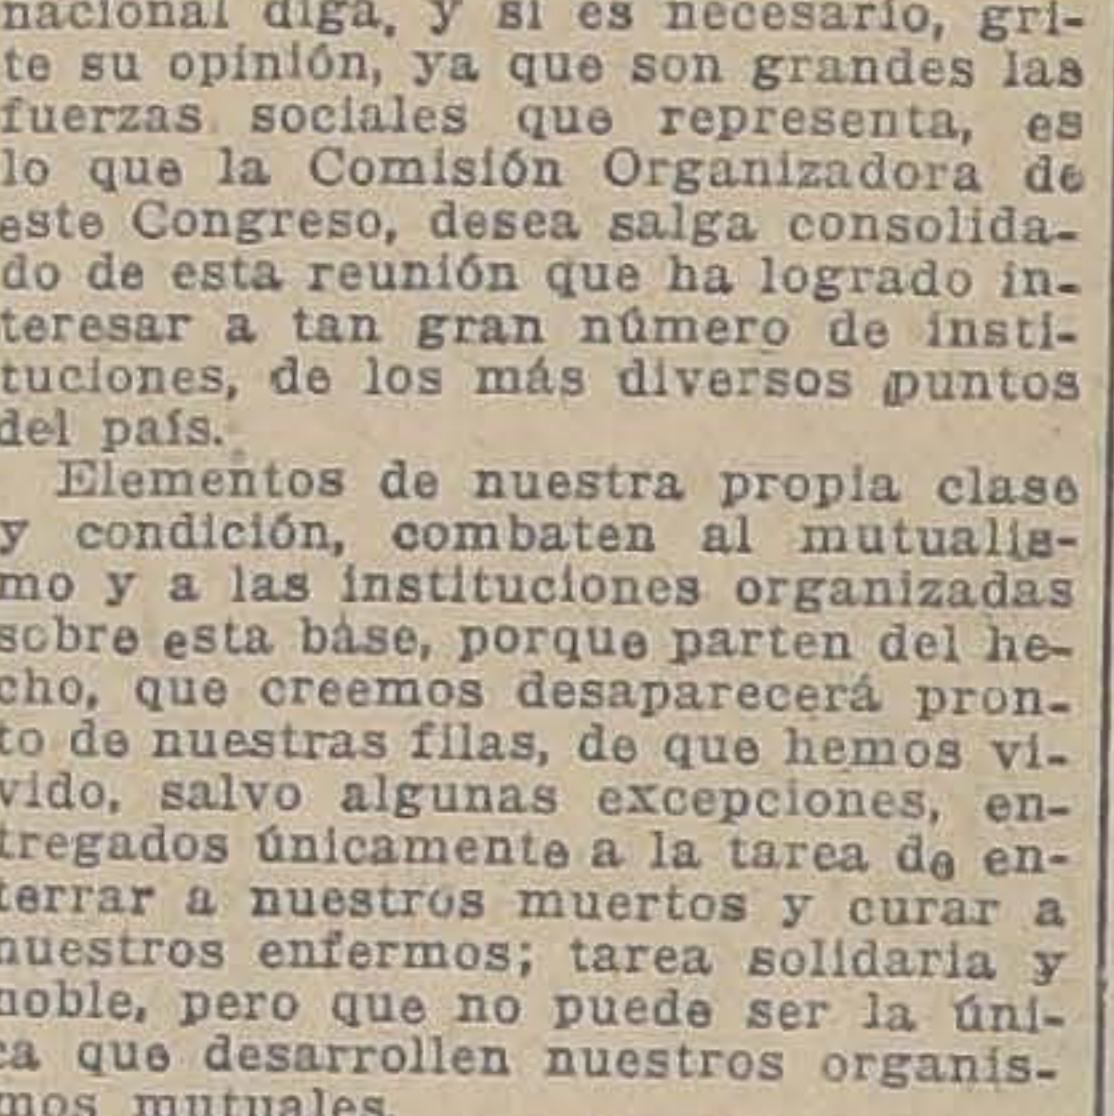 nacional diga, y si es necesario, gri-
te su opinión, ya que son grandes las
fuerzas sociales que representa, es
lo que la Comisión Organizadora de
este Congreso, desea salga consolida-
do de esta reunión que ha logrado in-
teresar a tan gran número de insti-
tuciones, de los más diversos puntos
del país.
Elementos de nuestra propia clase
y condición, combaten al mutualis-
mo y a las instituciones organizadas
sobre esta base, porque parten del he-
cho, que creemos desaparecerá pron-
to de nuestras filas, de que hemos vi-
vido, salvo algunas excepciones, en-
tregados únicamente a la tarea de en-
terrar a nuestros muertos y curar a
nuestros enfermos; tarea solidaria y
noble, pero que no puede ser la úni-
ca que desarrollen nuestros organis-
mos mutuales.